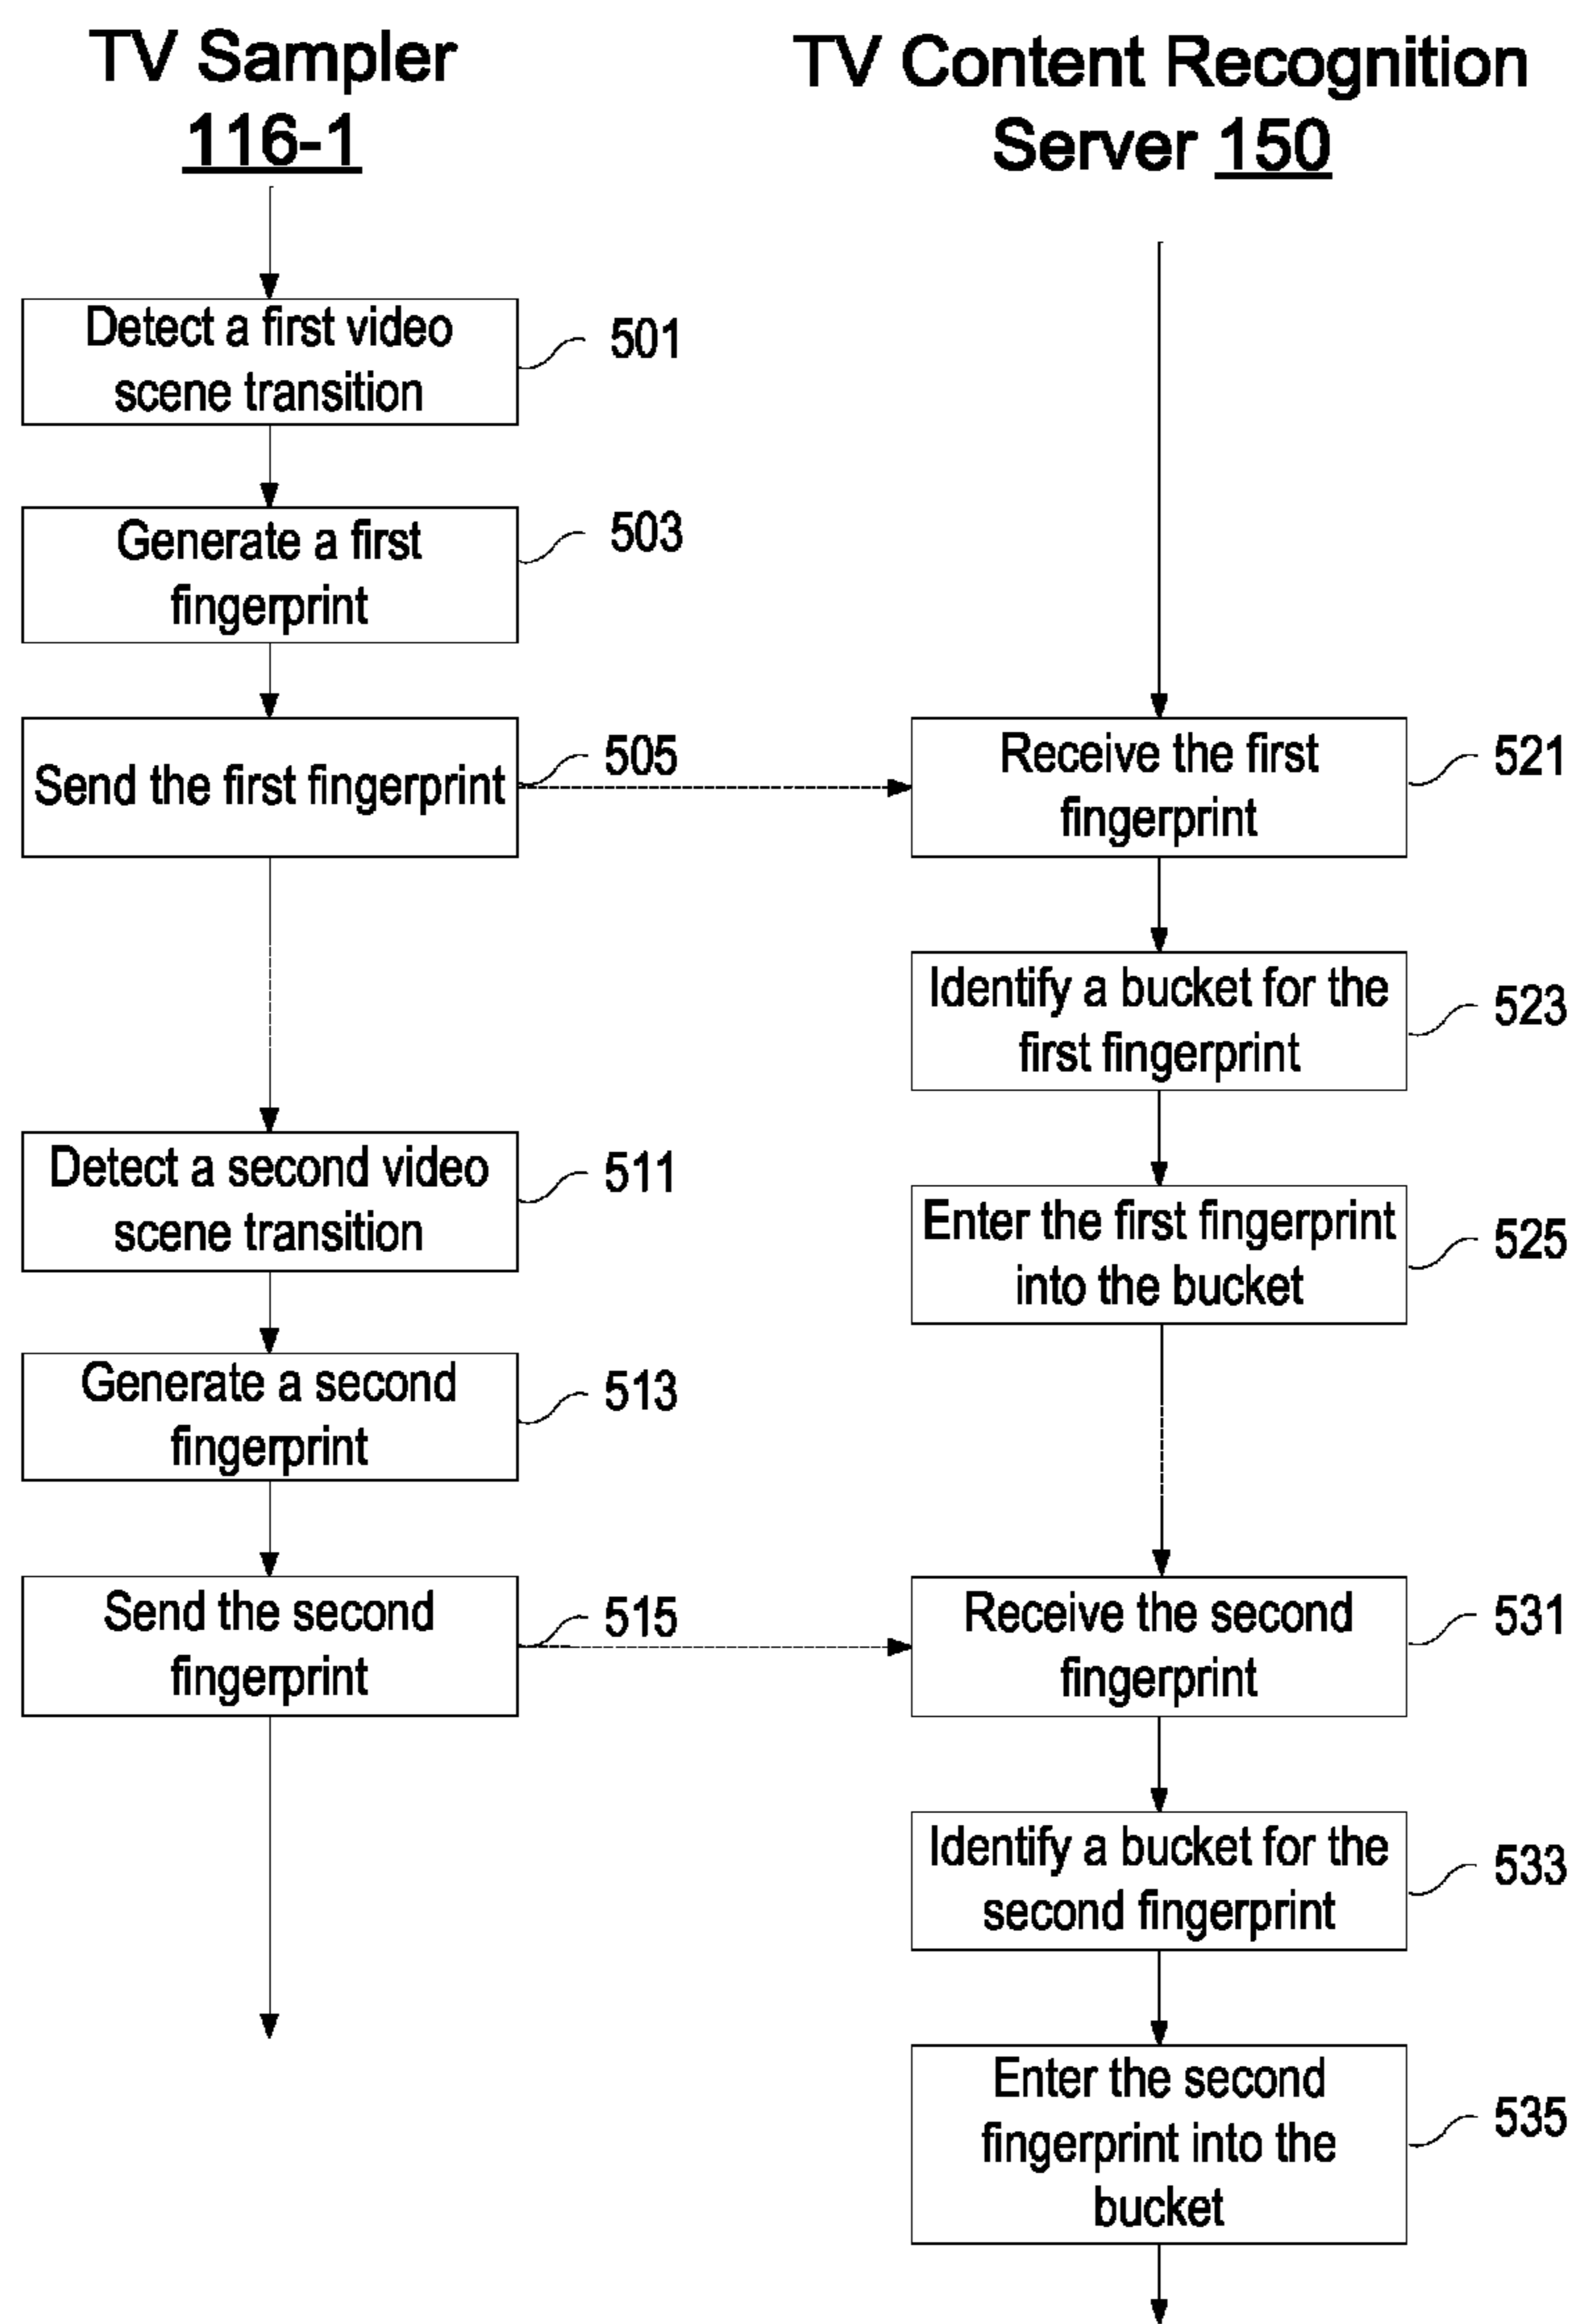 TV Sampler
116-1
TV Content Recognition
Server 150
Detect a first video
scene transition
501
Generate a first
fingerprint
503
Send the first fingerprint
505
Receive the first
fingerprint
521
Identify a bucket for the
first fingerprint
523
Detect a second video
scene transition
511
Enter the first fingerprint
into the bucket
525
Generate a second
fingerprint
513
Send the second
fingerprint
515
Receive the second
fingerprint
531
Identify a bucket for the
second fingerprint
533
Enter the second
fingerprint into the
bucket
535